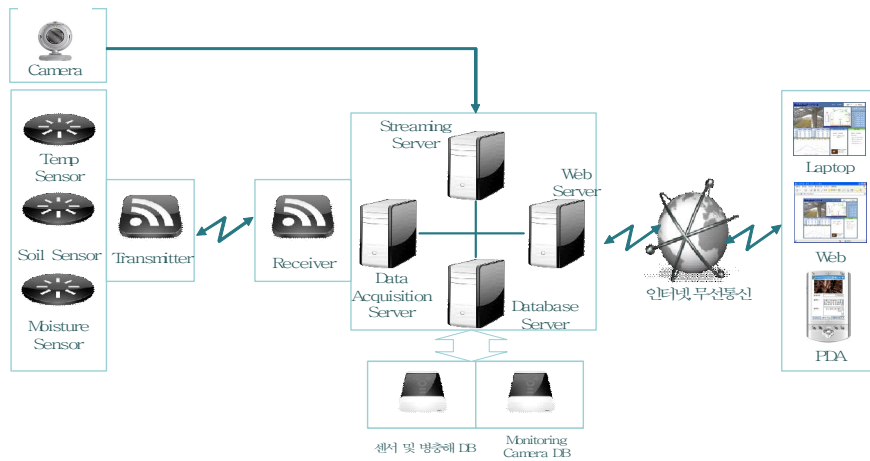 Camera
Temp
Sensor
Soil Sensor
Moisture
Sensor
Transmitter
Receiver
Streaming
Server
Web
Server
Data
Acquisition
Server
Database
Server
센서 및 병충해 DB
Monitoring
Camera DB
인터넷,무선통신
Laptop
Web
PDA